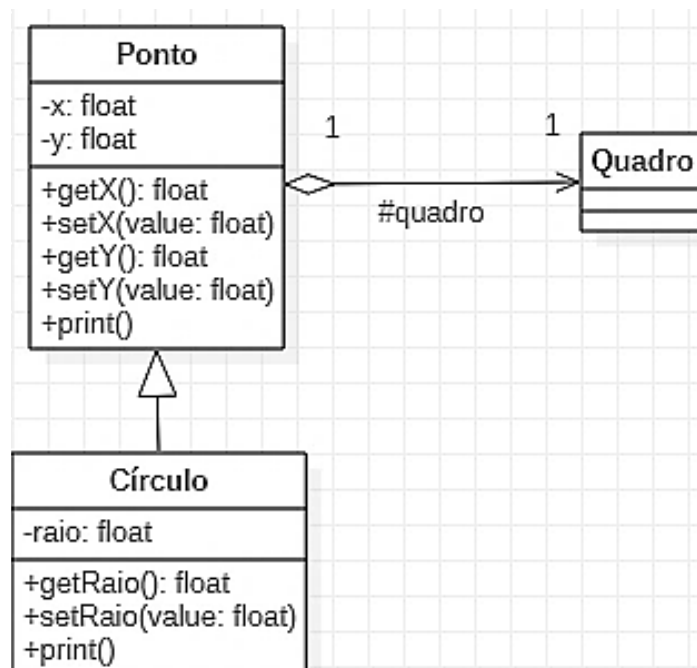 Ponto
-x: float
-y: float
+getX(): float
+setX(value: float)
+getY(): float
+setY(value: float)
+print()
1
1
#quadro
Quadro
Círculo
-raio: float
+getRaio(): float
+setRaio(value: float)
+print()